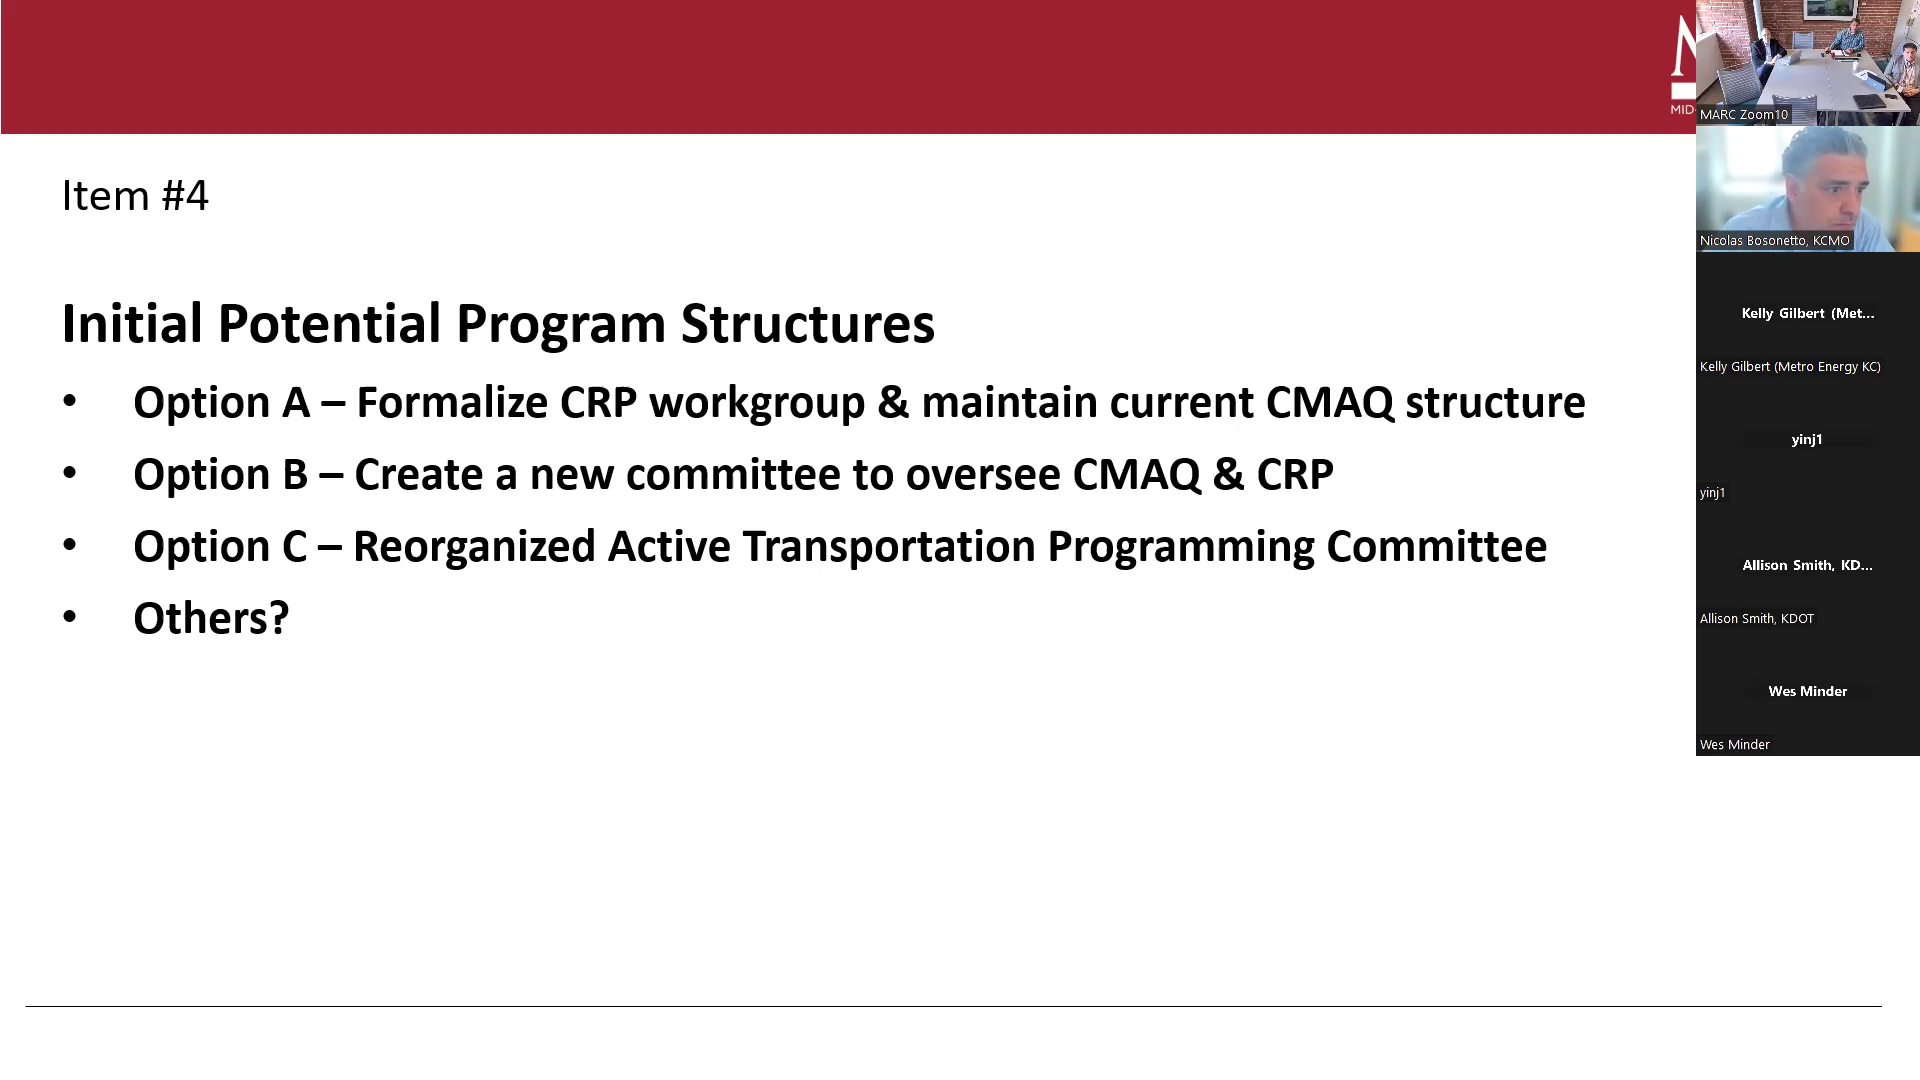 MID
Item #4
Initial Potential Program Structures
• Option A – Formalize CRP workgroup & maintain current CMAQ structure
• Option B – Create a new committee to oversee CMAQ & CRP
• Option C – Reorganized Active Transportation Programming Committee
• Others?
MARC Zoom10
Nicolas Bosonetto, KCMO
Kelly Gilbert (Met...
Kelly Gilbert (Metro Energy KC)
yinj1
yinj1
Allison Smith, KD...
Allison Smith, KDOT
Wes Minder
Wes Minder